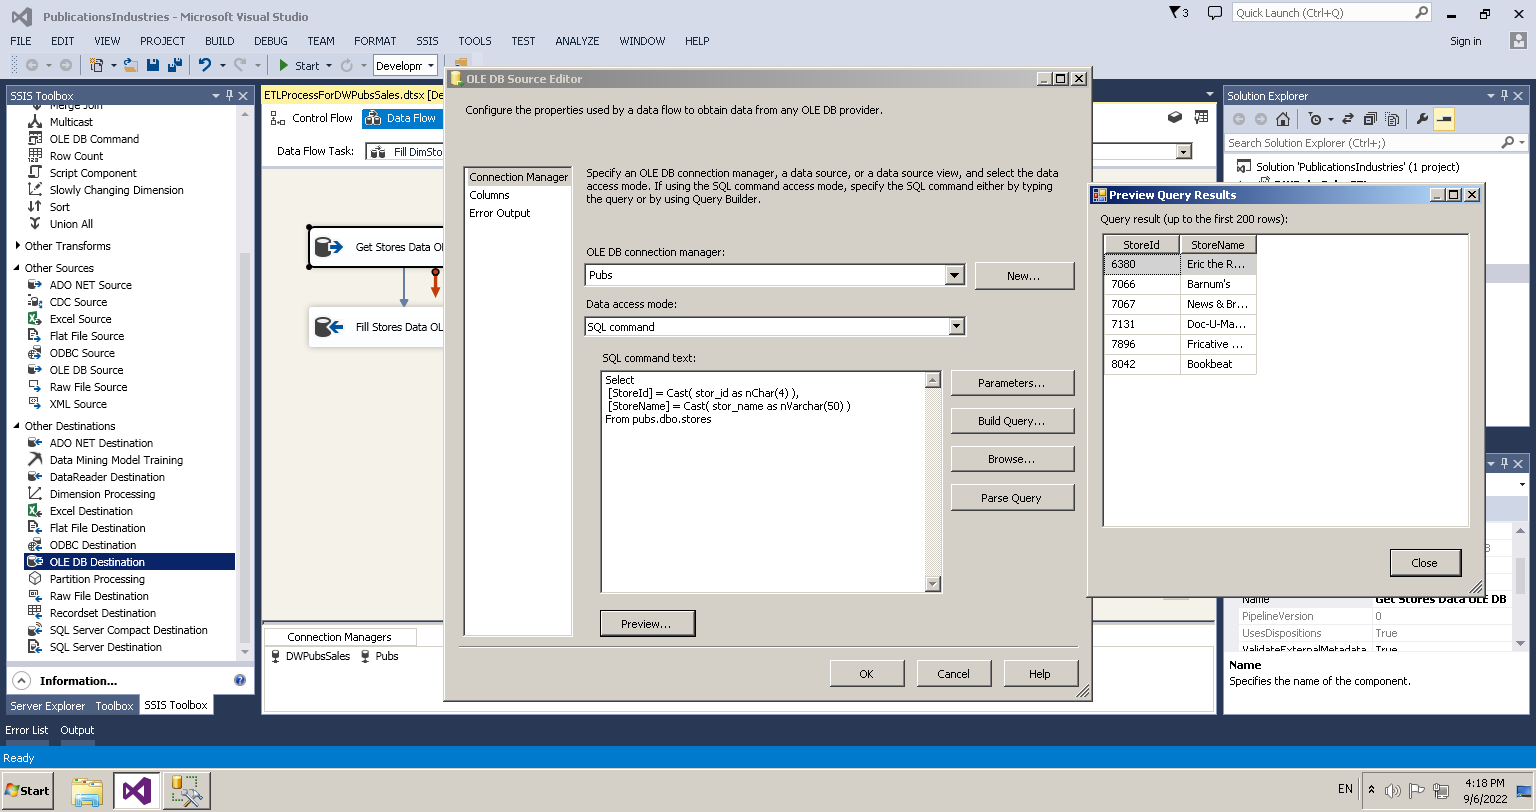 PublicationsIndustries - Microsoft Visual Studio
3
Quick Launch (Ctrl+Q)
FILE EDIT VIEW PROJECT BUILD DEBUG TEAM FORMAT SSIS TOOLS TEST ANALYZE WINDOW HELP
Sign in
Start
Developm
SSIS Toolbox
Merge Join
Multicast
OLE DB Command
Row Count
Script Component
Slowly Changing Dimension
Sort
Union All
Other Transforms
Other Sources
ADO NET Source
CDC Source
Excel Source
Flat File Source
ODBC Source
OLE DB Source
Raw File Source
XML Source
Other Destinations
ADO NET Destination
Data Mining Model Training
DataReader Destination
Dimension Processing
Excel Destination
Flat File Destination
ODBC Destination
OLE DB Destination
Partition Processing
Raw File Destination
Recordset Destination
SQL Server Compact Destination
SQL Server Destination
Information...
Server Explorer Toolbox SSIS Toolbox
Error List Output
Ready
ETLProcessForDWPubsSales.dtsx [De
Control Flow
Data Flow
Data Flow Task:
Fill DimSto
Get Stores Data OL
Fill Stores Data OL
Connection Managers
DWPubsSales
Pubs
OLE DB Source Editor
Configure the properties used by a data flow to obtain data from any OLE DB provider.
Connection Manager
Columns
Error Output
Specify an OLE DB connection manager, a data source, or a data source view, and select the data
access mode. If using the SQL command access mode, specify the SQL command either by typing
the query or by using Query Builder.
OLE DB connection manager:
Pubs
New...
Data access mode:
SQL command
SQL command text:
Select
[StoreId] = Cast( stor_id as nChar(4) ),
[StoreName] = Cast( stor_name as nVarchar(50) )
From pubs.dbo.stores
Parameters...
Build Query...
Browse...
Parse Query
Preview...
OK
Cancel
Help
Solution Explorer
Search Solution Explorer (Ctrl+;)
Solution 'PublicationsIndustries' (1 project)
Preview Query Results
Query result (up to the first 200 rows):
StoreId StoreName
6380 Eric the R...
7066 Barnum's
7067 News & Br...
7131 Doc-U-Ma...
7896 Fricative ...
8042 Bookbeat
Close
Name Get Stores Data OLE DB
PipelineVersion 0
UsesDispositions True
ValidateExternalMetadata True
Name
Specifies the name of the component.
Start
EN
4:18 PM
9/6/2022